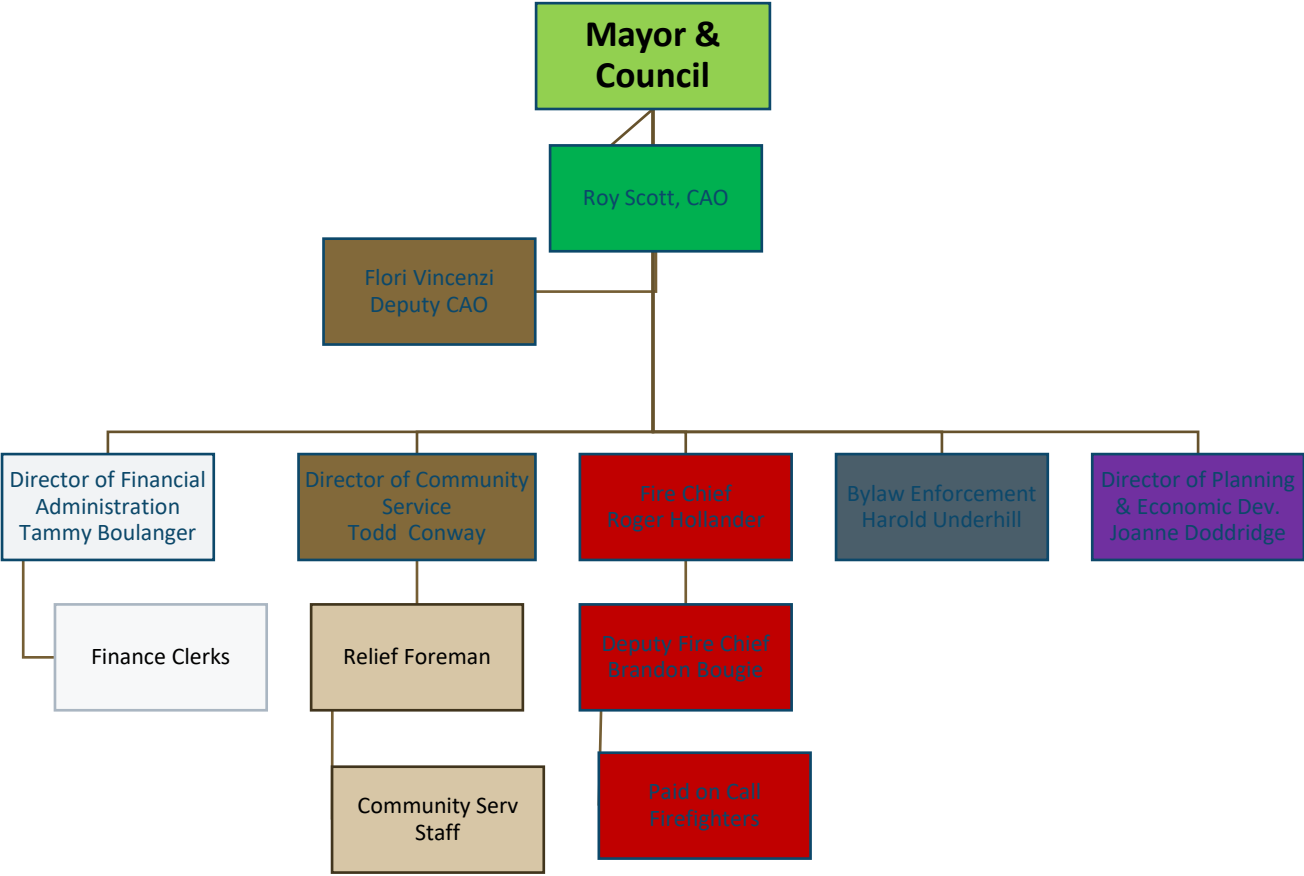 Mayor &
Council
Roy Scott, CAO
Flori Vincenzi
Deputy CAO
Director of Financial
Administration
Tammy Boulanger
Director of Community
Service
Todd Conway
Fire Chief
Roger Hollander
Bylaw Enforcement
Harold Underhill
Director of Planning
& Economic Dev.
Joanne Doddridge
Finance Clerks
Relief Foreman
Deputy Fire Chief
Brandon Bougie
Community Serv
Staff
Paid on Call
Firefighters